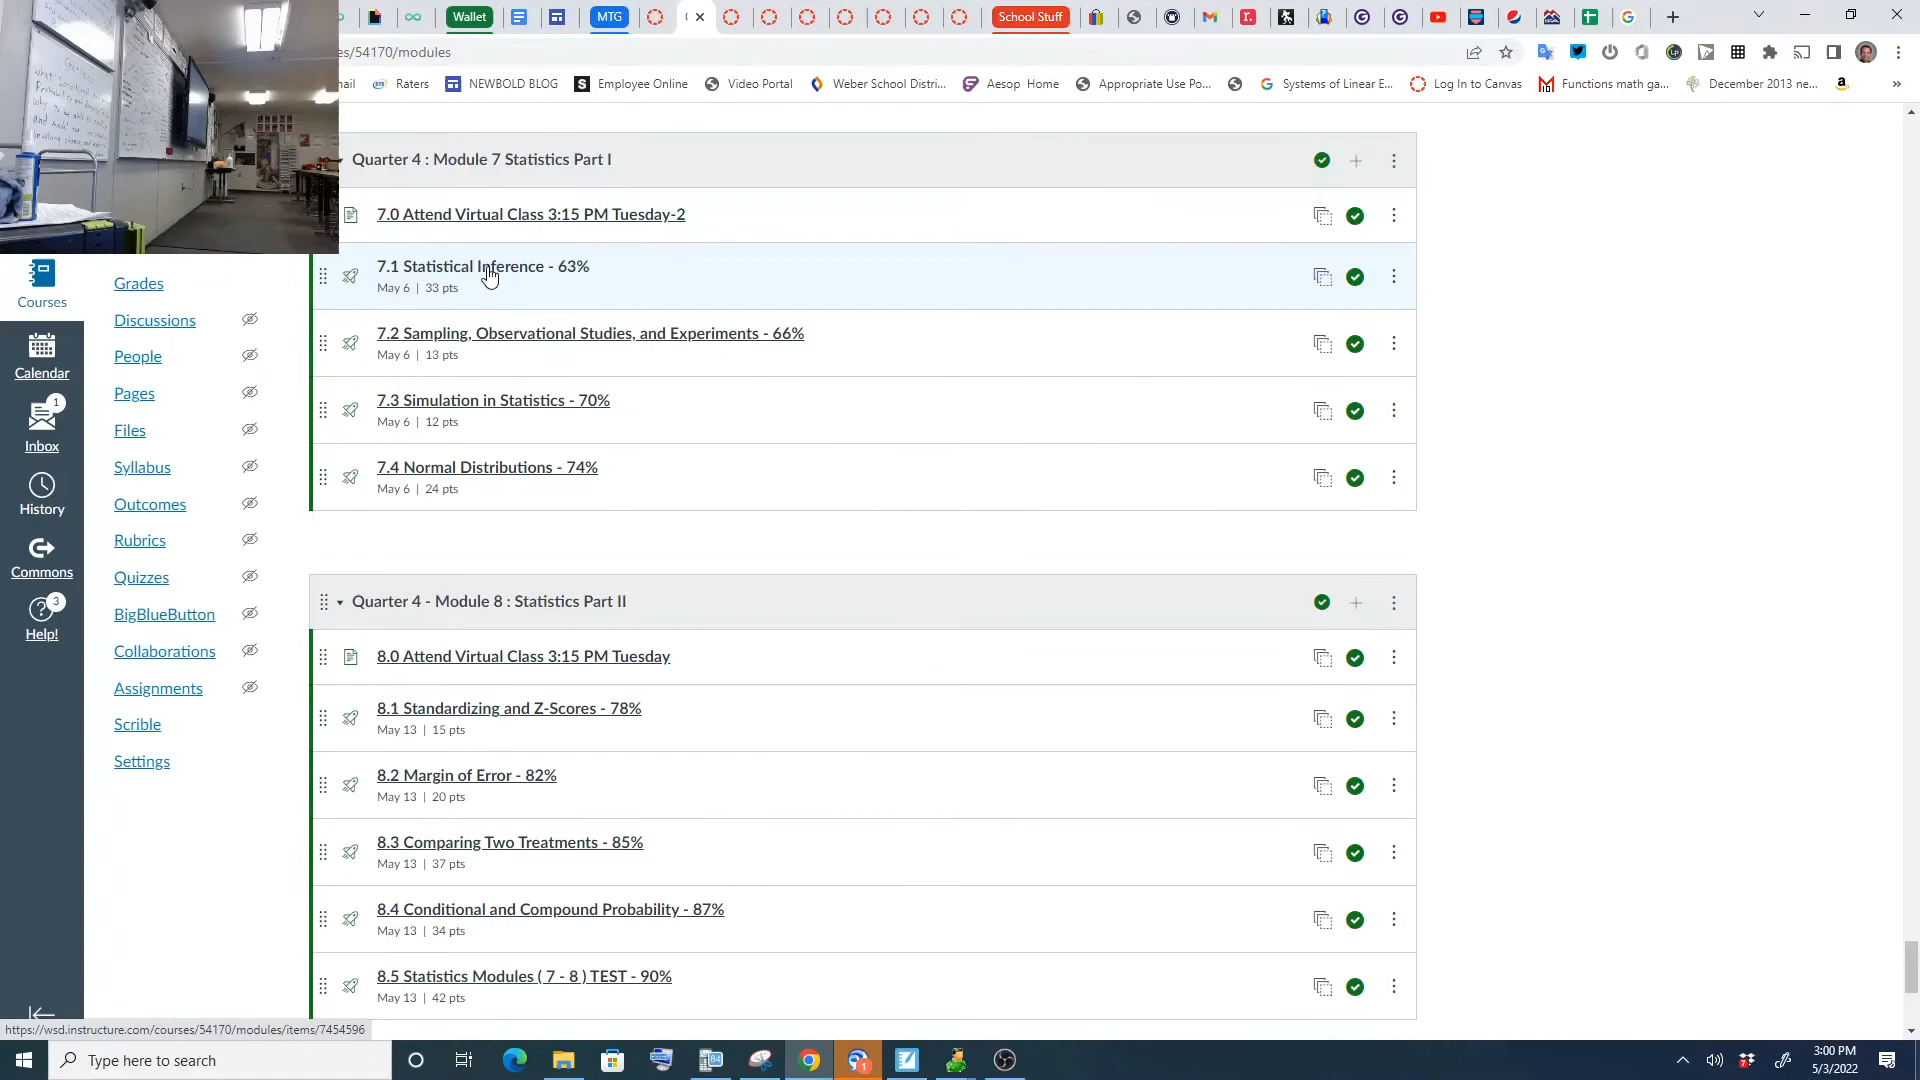 Wallet
MTG
School Stuff
es/54170/modules
Raters
NEWBOLD BLOG
Employee Online
Video Portal
Weber School Distri...
Aesop Home
Appropriate Use Po...
Systems of Linear E...
Log In to Canvas
Functions math ga...
December 2013 ne...
»
Quarter 4 : Module 7 Statistics Part I
7.0 Attend Virtual Class 3:15 PM Tuesday-2
7.1 Statistical Inference - 63%
May 6 | 33 pts
7.2 Sampling, Observational Studies, and Experiments - 66%
May 6 | 13 pts
7.3 Simulation in Statistics - 70%
May 6 | 12 pts
7.4 Normal Distributions - 74%
May 6 | 24 pts
Quarter 4 - Module 8 : Statistics Part II
8.0 Attend Virtual Class 3:15 PM Tuesday
8.1 Standardizing and Z-Scores - 78%
May 13 | 15 pts
8.2 Margin of Error - 82%
May 13 | 20 pts
8.3 Comparing Two Treatments - 85%
May 13 | 37 pts
8.4 Conditional and Compound Probability - 87%
May 13 | 34 pts
8.5 Statistics Modules ( 7 - 8 ) TEST - 90%
May 13 | 42 pts
Courses
Calendar
1
Inbox
History
Commons
3
Help!
Grades
Discussions
People
Pages
Files
Syllabus
Outcomes
Rubrics
Quizzes
BigBlueButton
Collaborations
Assignments
Scrible
Settings
https://wsd.instructure.com/courses/54170/modules/items/7454596
Type here to search
3:00 PM
5/3/2022